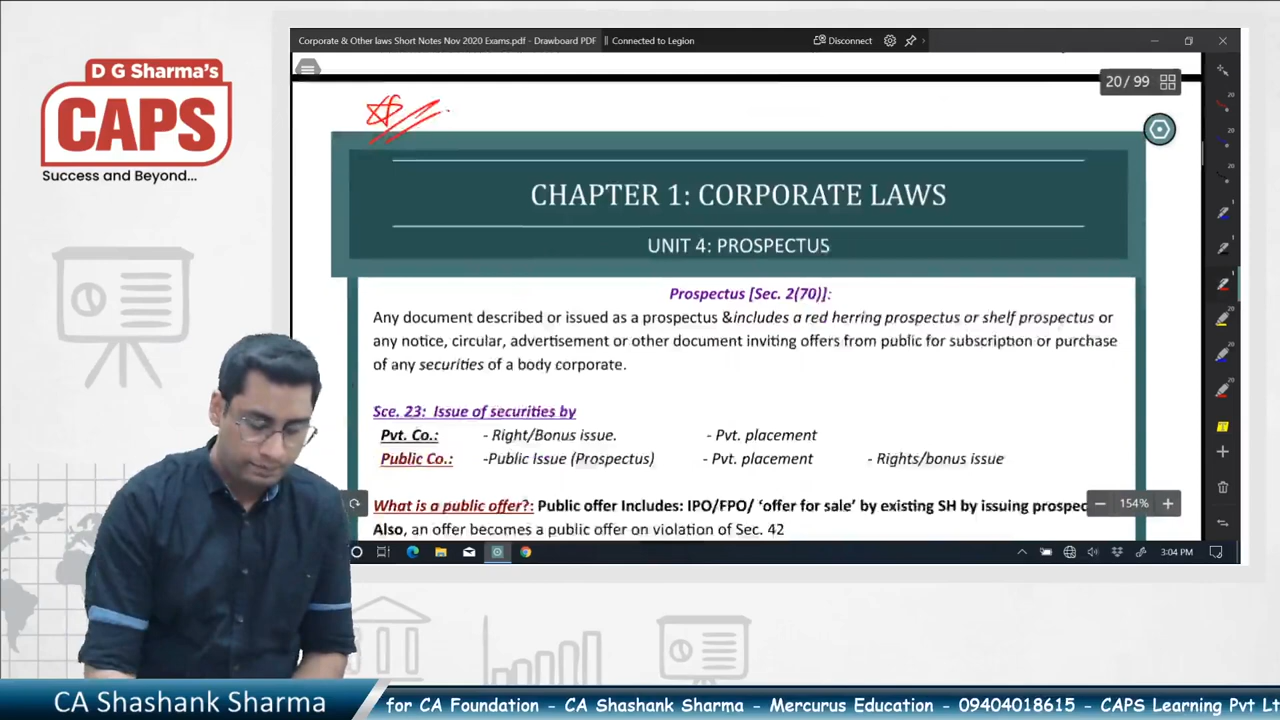 D G Sharma's
CAPS
Success and Beyond...
Corporate & Other laws Short Notes Nov 2020 Exams.pdf - Drawboard PDF
Connected to Legion
Disconnect
20/99
CHAPTER 1: CORPORATE LAWS
UNIT 4: PROSPECTUS
Prospectus [Sec. 2(70)]:
Any document described or issued as a prospectus &includes a red herring prospectus or shelf prospectus or
any notice, circular, advertisement or other document inviting offers from public for subscription or purchase
of any securities of a body corporate.
Sce. 23: Issue of securities by
Pvt. Co.: - Right/Bonus issue. - Pvt. placement
Public Co.: -Public Issue (Prospectus) - Pvt. placement - Rights/bonus issue
What is a public offer?: Public offer Includes: IPO/FPO/ ‘offer for sale’ by existing SH by issuing prospec
154%
Also, an offer becomes a public offer on violation of Sec. 42
3:04 PM
CA Shashank Sharma
for CA Foundation - CA Shashank Sharma - Mercurus Education - 09404018615 - CAPS Learning Pvt Lt